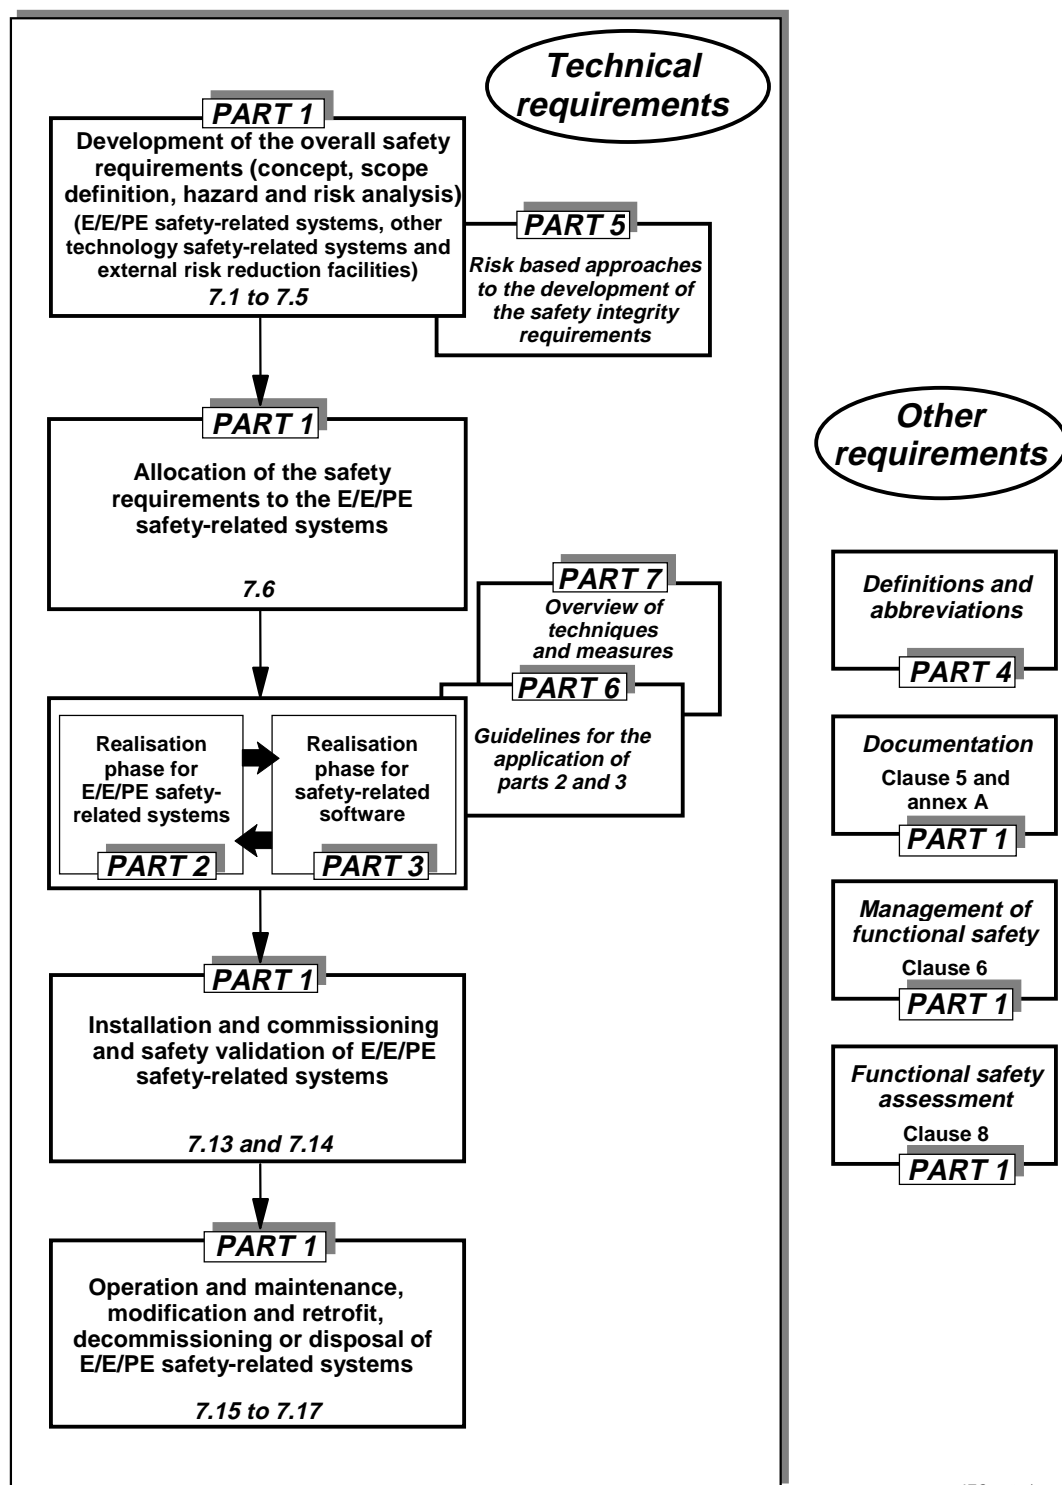 Technical
requirements
PART 1
Development of the overall safety
requirements (concept, scope
definition, hazard and risk analysis)
(E/E/PE safety-related systems, other
technology safety-related systems and
external risk reduction facilities)
7.1 to 7.5
PART 5
Risk based approaches
to the development of
the safety integrity
requirements
PART 1
Allocation of the safety
requirements to the E/E/PE
safety-related systems
7.6
PART 7
Overview of
techniques
and measures
PART 6
Guidelines for the
application of
parts 2 and 3
Realisation
phase for
E/E/PE safety-
related systems
PART 2
Realisation
phase for
safety-related
software
PART 3
PART 1
Installation and commissioning
and safety validation of E/E/PE
safety-related systems
7.13 and 7.14
PART 1
Operation and maintenance,
modification and retrofit,
decommissioning or disposal of
E/E/PE safety-related systems
7.15 to 7.17
Other
requirements
Definitions and
abbreviations
PART 4
Documentation
Clause 5 and
annex A
PART 1
Management of
functional safety
Clause 6
PART 1
Functional safety
assessment
Clause 8
PART 1